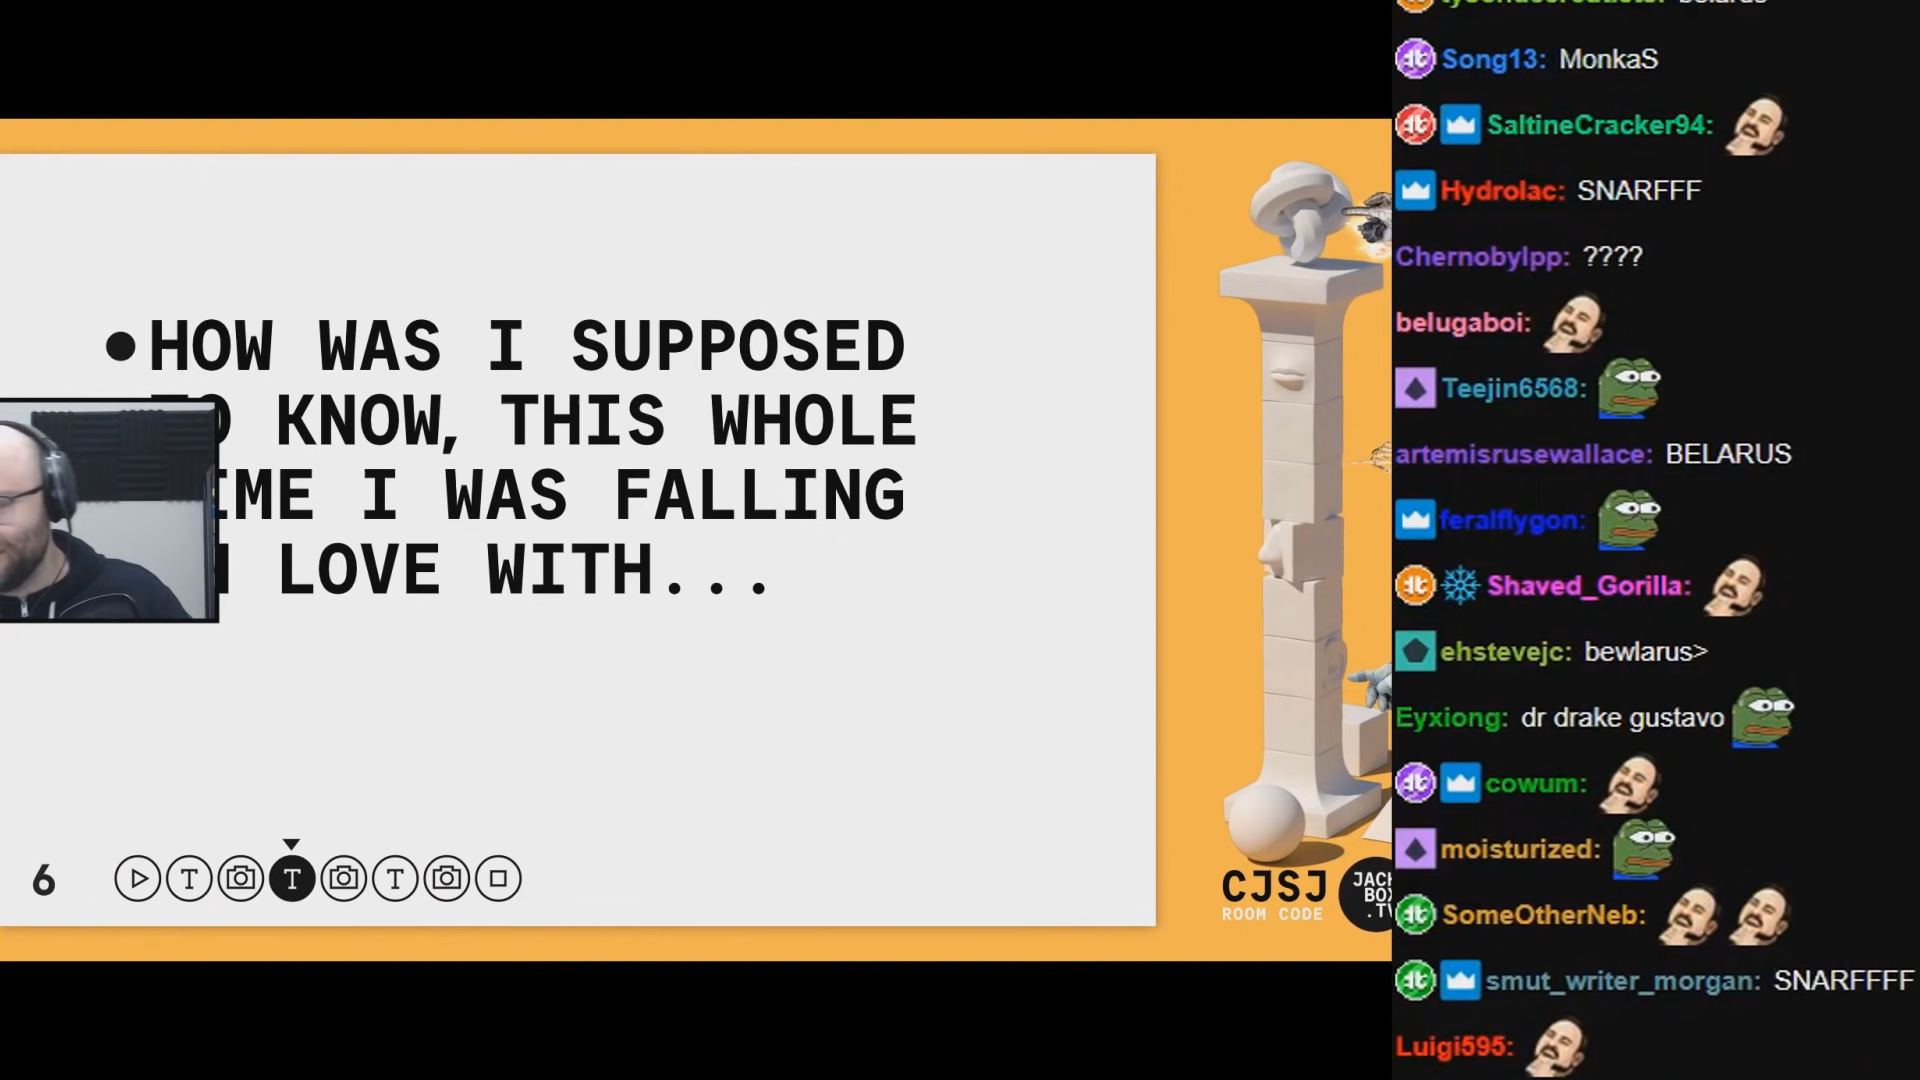 HOW WAS I SUPPOSED
KNOW, THIS WHOLE
I WAS FALLING
LOVE WITH...
6
T
T
T
CJSJ
ROOM CODE
Song13: MonkaS
SaltineCracker94:
Hydrolac: SNARFFF
Chernobylpp: ????
belugaboi:
Teejin6568:
artemisrusewallace: BELARUS
feralflygon:
Shaved_Gorilla:
ehstevejc: bewlarus>
Eyxiong: dr drake gustavo
cowum:
moisturized:
SomeOtherNeb:
smut_writer_morgan: SNARFFFF
Luigi595: